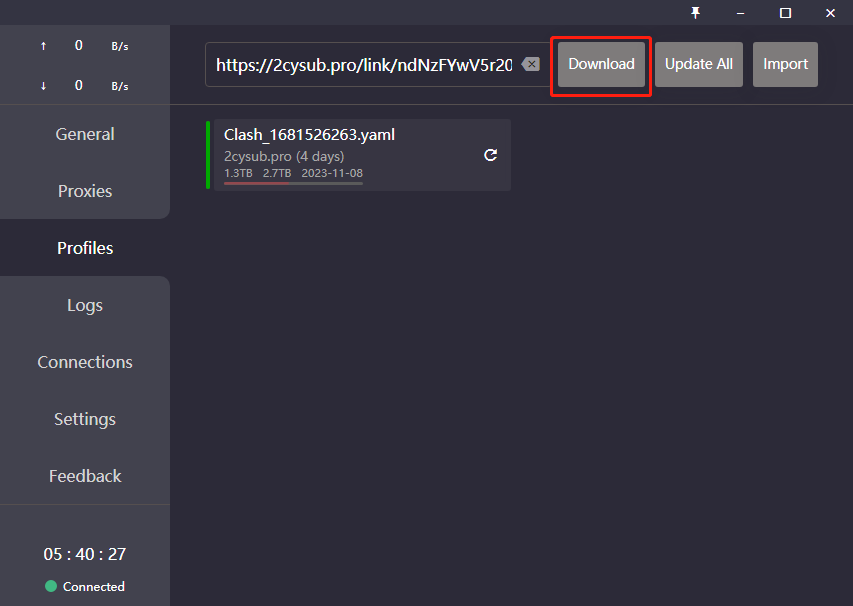 ↑ 0 B/s
↓ 0 B/s
https://2cysub.pro/link/ndNzFYwV5r20
Download
Update All
Import
General
Proxies
Profiles
Logs
Connections
Settings
Feedback
Clash_1681526263.yaml
2cysub.pro (4 days)
1.3TB 2.7TB 2023-11-08
05 : 40 : 27
Connected